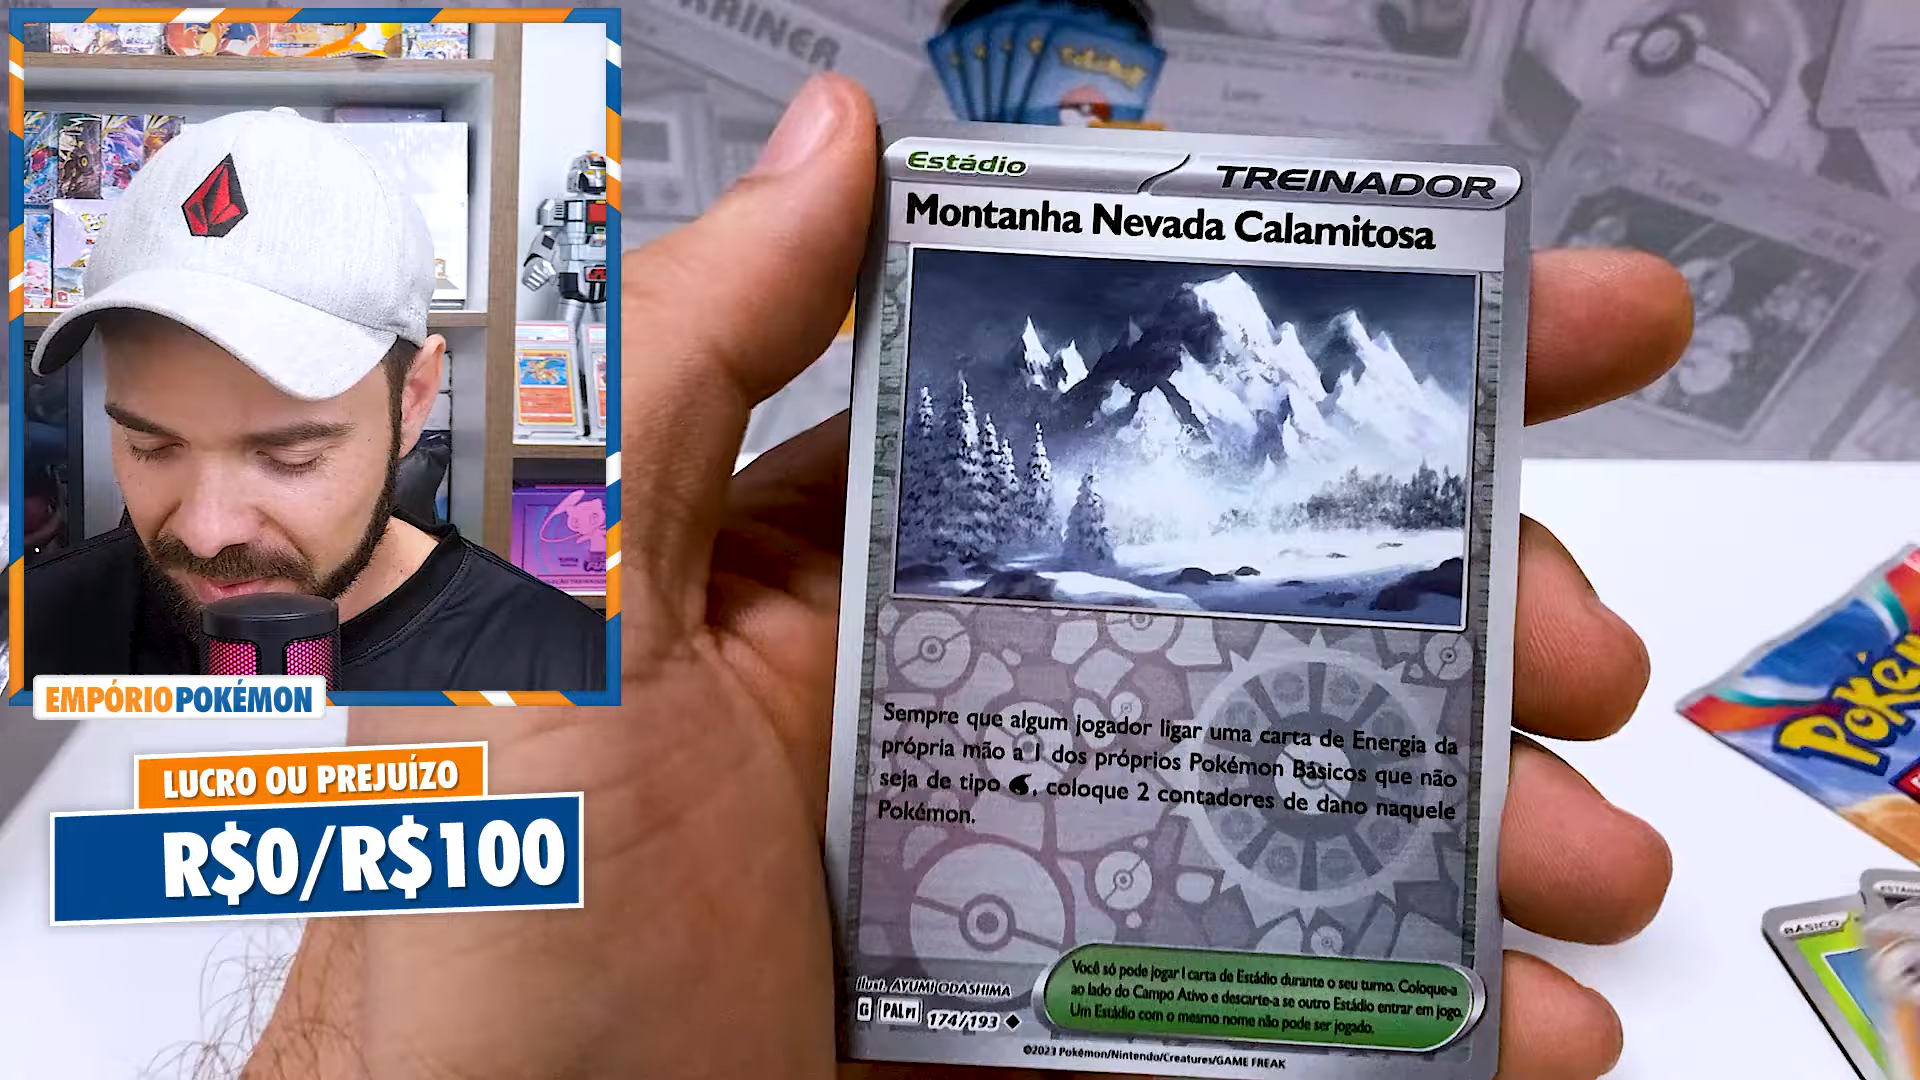 TRAINER
Estádio
TREINADOR
Montanha Nevada Calamitosa
Sempre que algum jogador ligar uma carta de Energia da
própria mão a 1 dos próprios Pokémon Básicos que não
seja de tipo , coloque 2 contadores de dano naquele
Pokémon.
Você só pode jogar 1 carta de Estádio durante o seu turno. Coloque-a
ao lado do Campo Ativo e descarte-a se outro Estádio entrar em jogo.
Um Estádio com o mesmo nome não pode ser jogado.
Illust. AYUMI ODASHIMA
G PAL PT 174/193
©2023 Pokémon/Nintendo/Creatures/GAME FREAK
EMPÓRIOPOKÉMON
LUCRO OU PREJUÍZO
R$0/R$100
BÁSICO